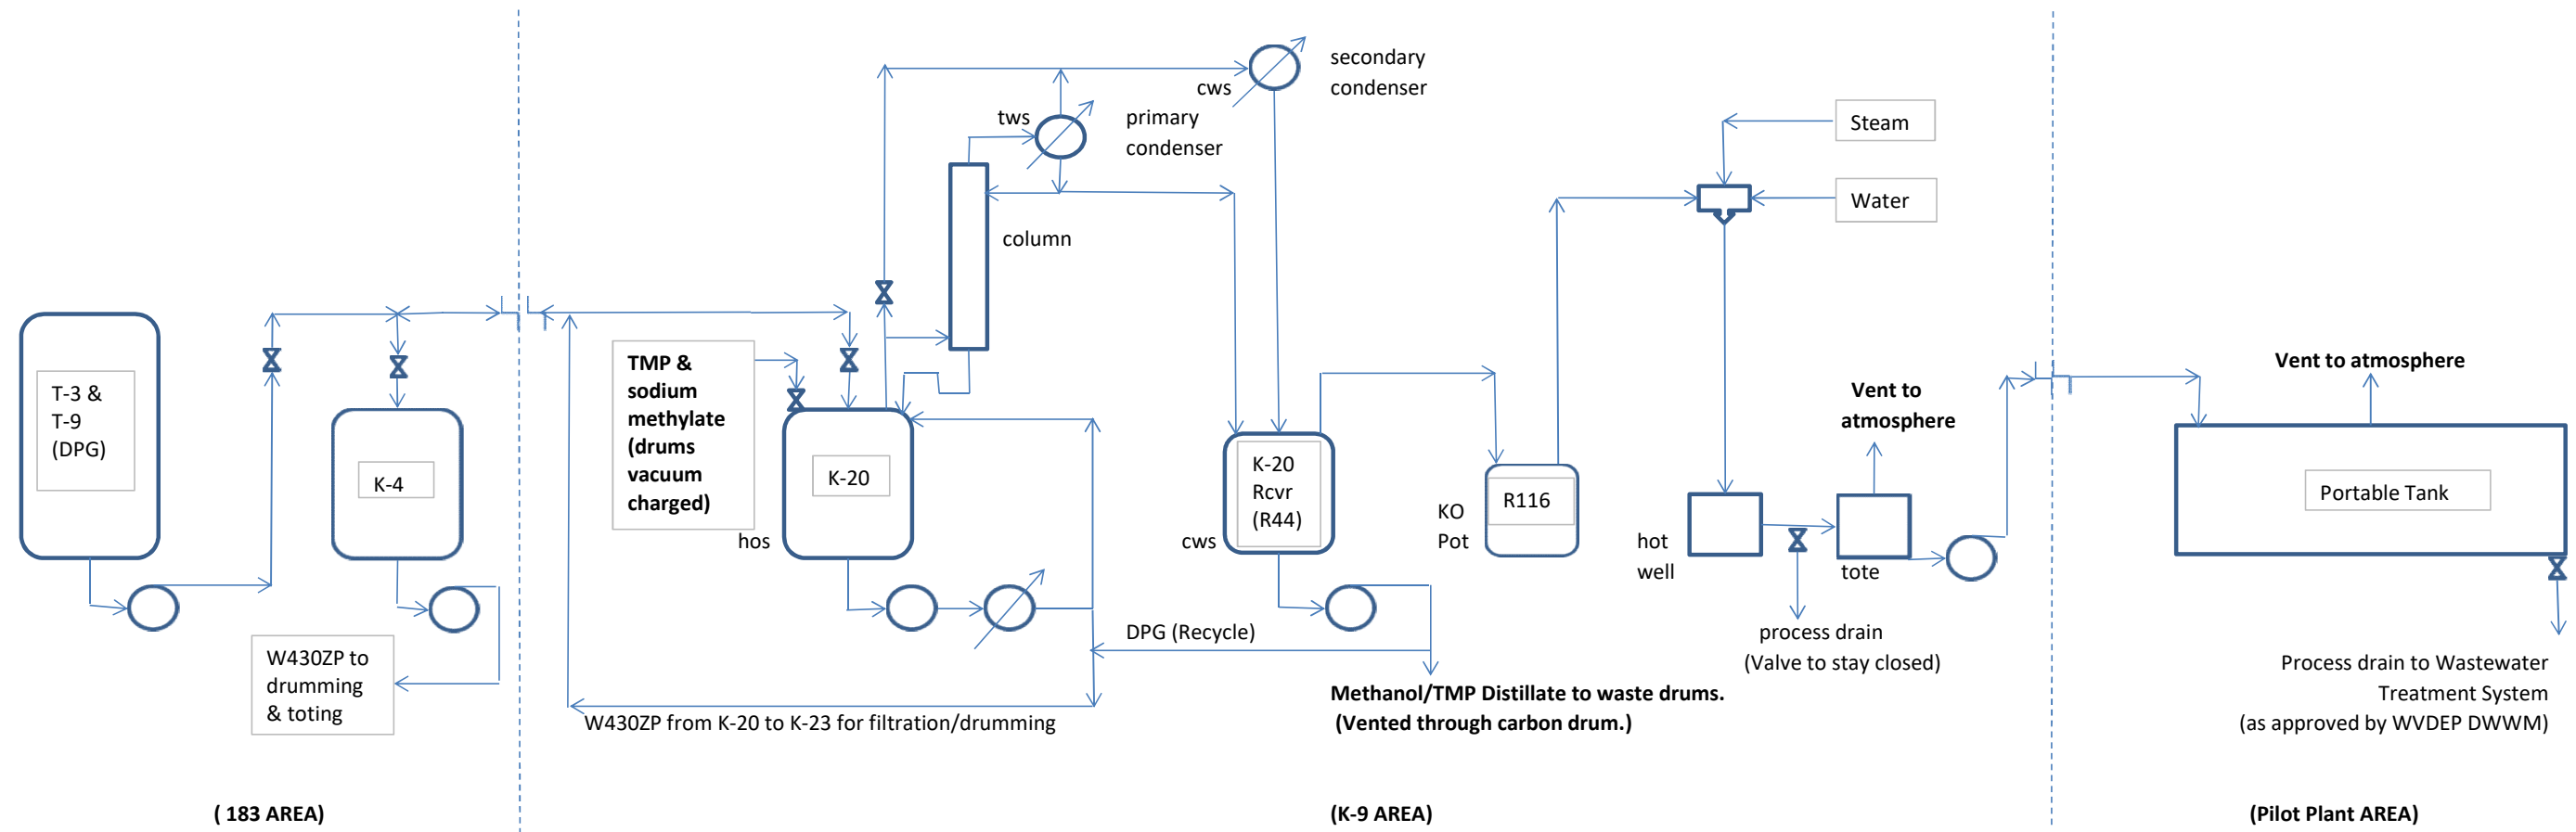 secondary
condenser
cws
tws
primary
condenser
Steam
Water
column
T-3 &
T-9
(DPG)
K-4
TMP &
sodium
methylate
(drums
vacuum
charged)
hos
K-20
K-20
Rcvr
(R44)
cws
KO
Pot
R116
hot
well
Vent to
atmosphere
tote
Vent to atmosphere
Portable Tank
process drain
(Valve to stay closed)
DPG (Recycle)
W430ZP to
drumming
& toting
Methanol/TMP Distillate to waste drums.
(Vented through carbon drum.)
W430ZP from K-20 to K-23 for filtration/drumming
Process drain to Wastewater
Treatment System
(as approved by WVDEP DWWM)
( 183 AREA)
(K-9 AREA)
(Pilot Plant AREA)